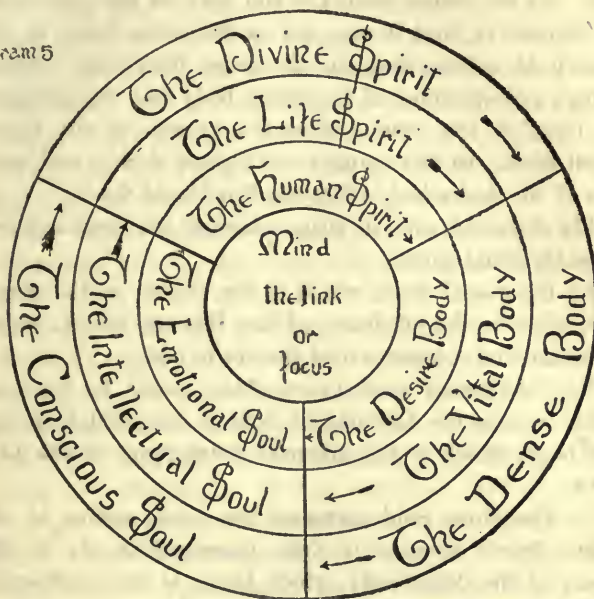 ram 5
The Divine Spirit
The Life Spirit
The Human Spirit
Mind
the link
or
focus
The Desire Body
The Vital Body
The Dense Body
The Emotional Soul
The Intellectual Soul
The Conscious Soul